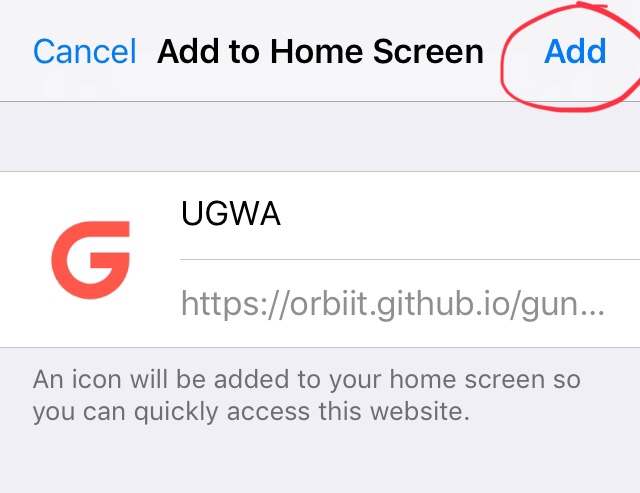 Cancel Add to Home Screen Add
UGWA
https://orbiit.github.io/gun...
An icon will be added to your home screen so
you can quickly access this website.